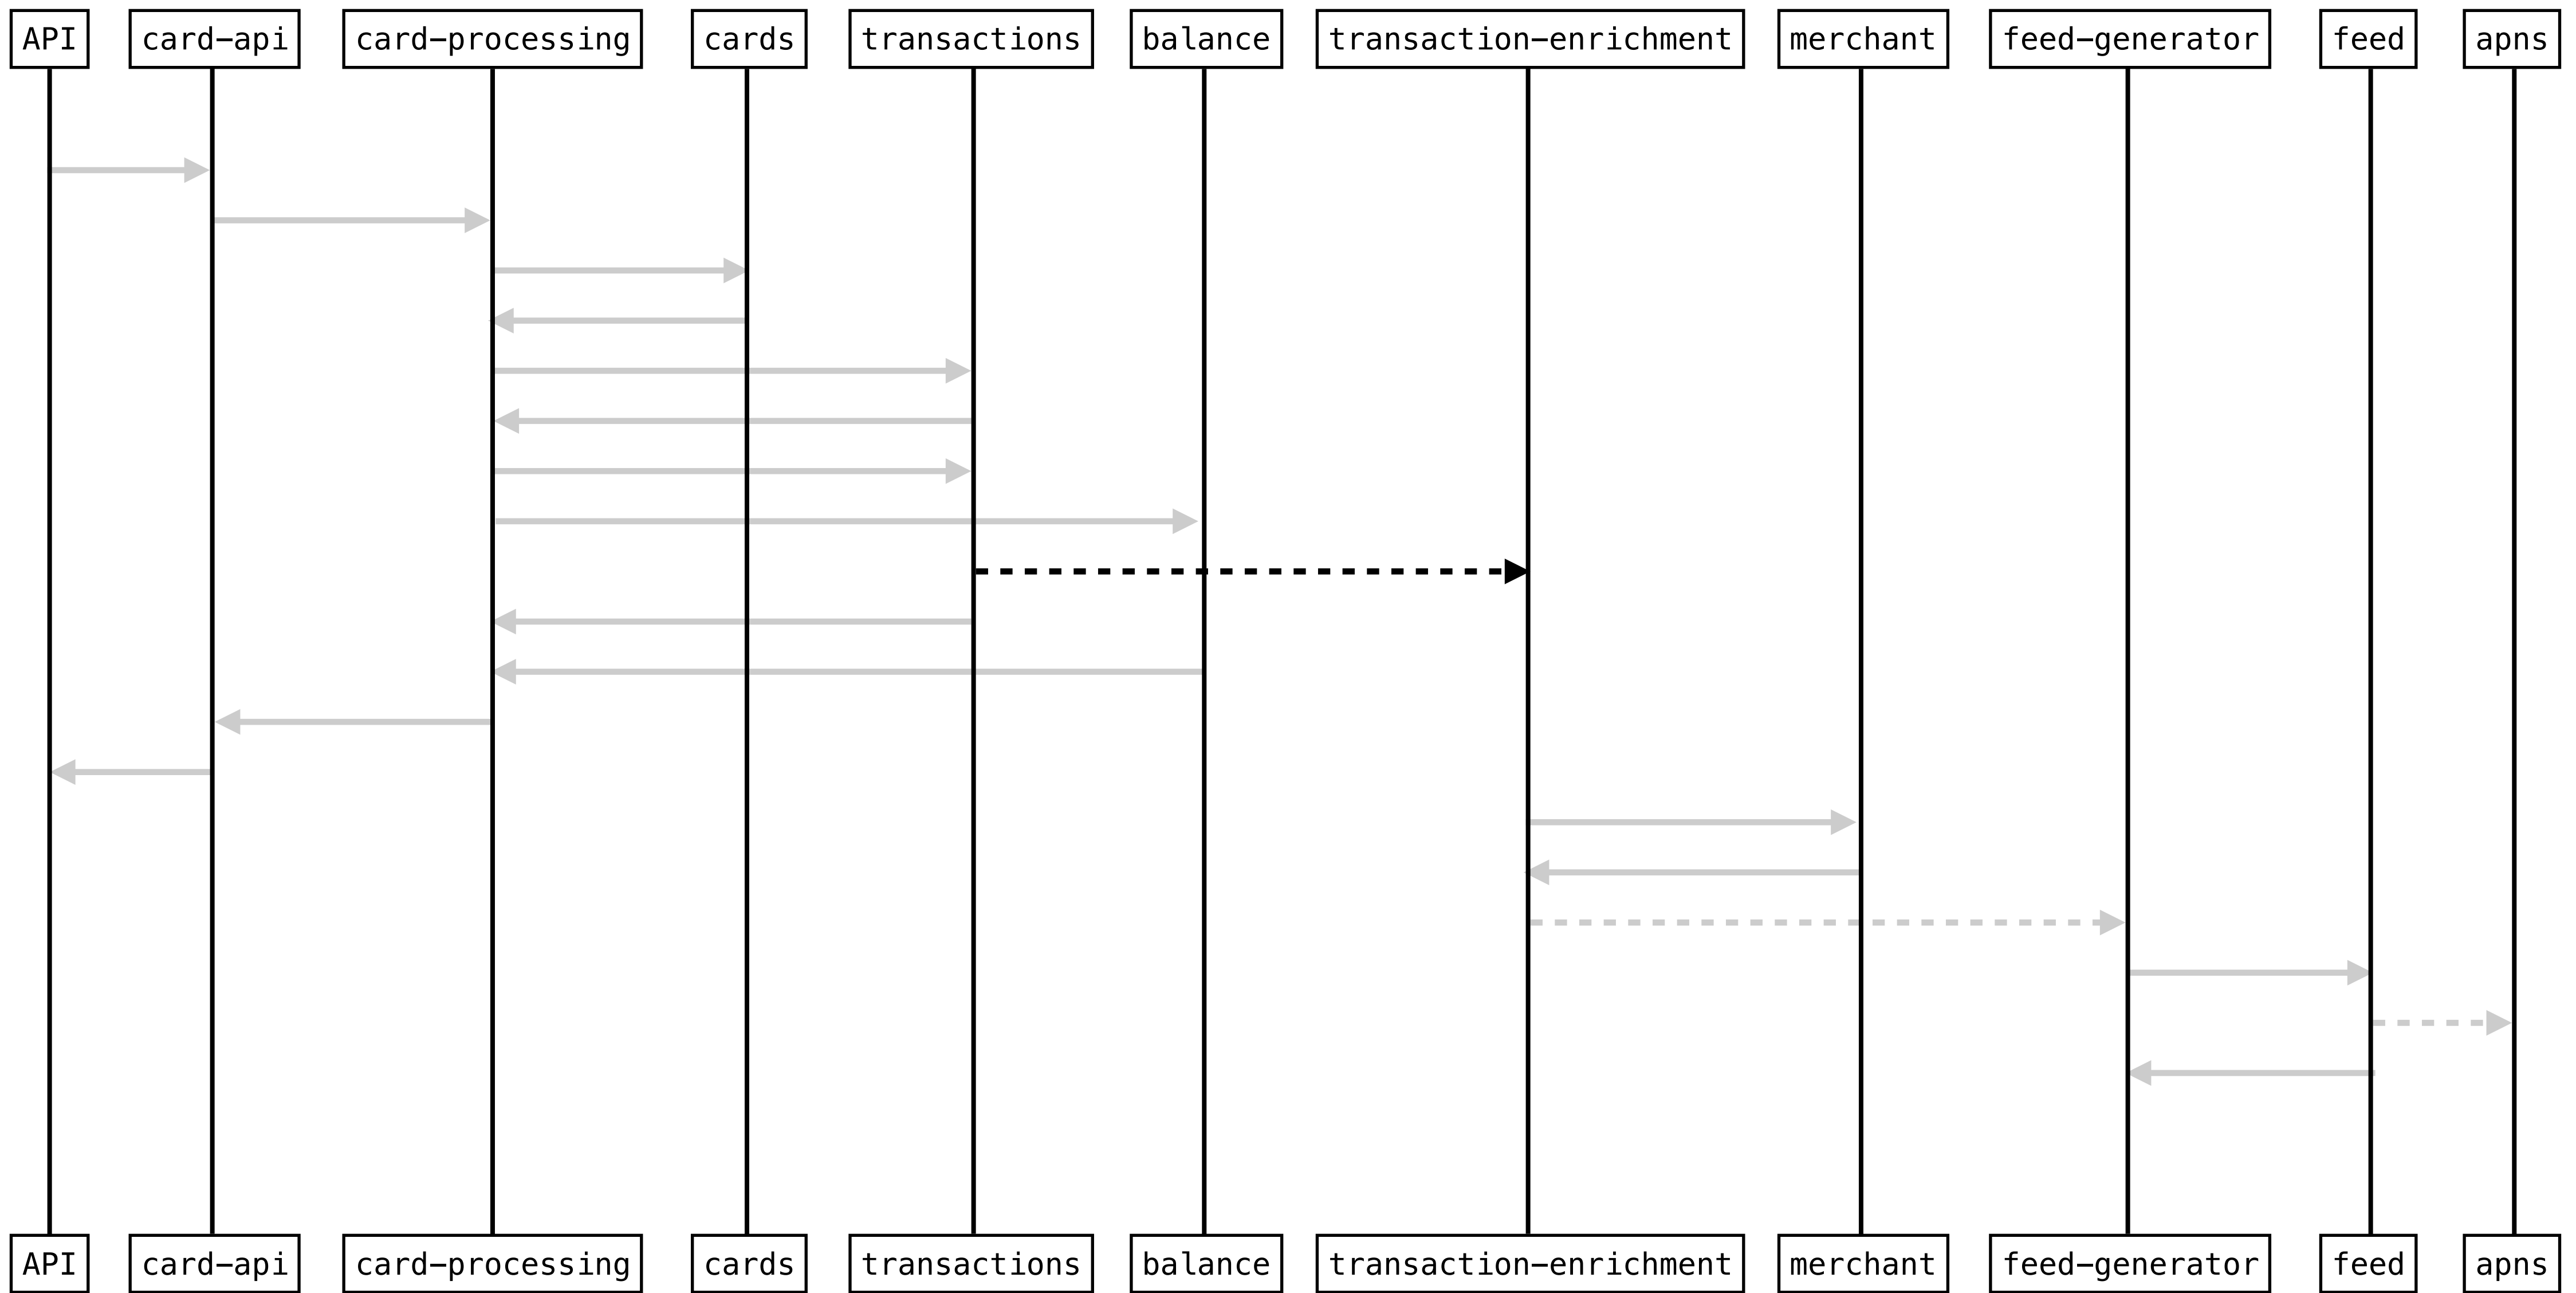 API card-api card-processing cards transactions balance transaction-enrichment merchant feed-generator feed apns
API card-api card-processing cards transactions balance transaction-enrichment merchant feed-generator feed apns